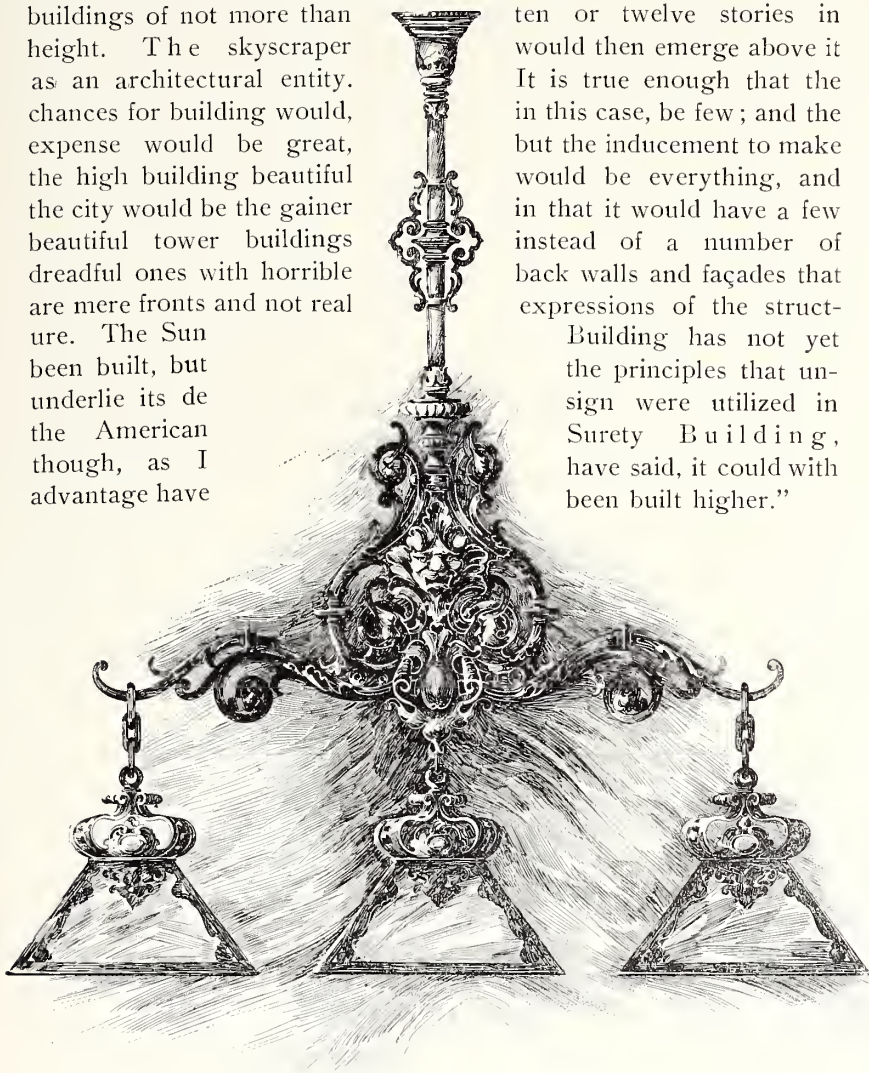 buildings of not more than ten or twelve stories in
height. The skyscraper would then emerge above it
as an architectural entity. It is true enough that the
chances for building would, in this case, be few; and the
expense would be great, but the inducement to make
the high building beautiful would be everything, and
the city would be the gainer in that it would have a few
beautiful tower buildings instead of a number of
dreadful ones with horrible back walls and façades that
are mere fronts and not real expressions of the struct-
ure. The Sun Building has not yet
been built, but the principles that un-
underlie its de sign were utilized in
the American Surety Building,
though, as I have said, it could with
advantage have been built higher.”